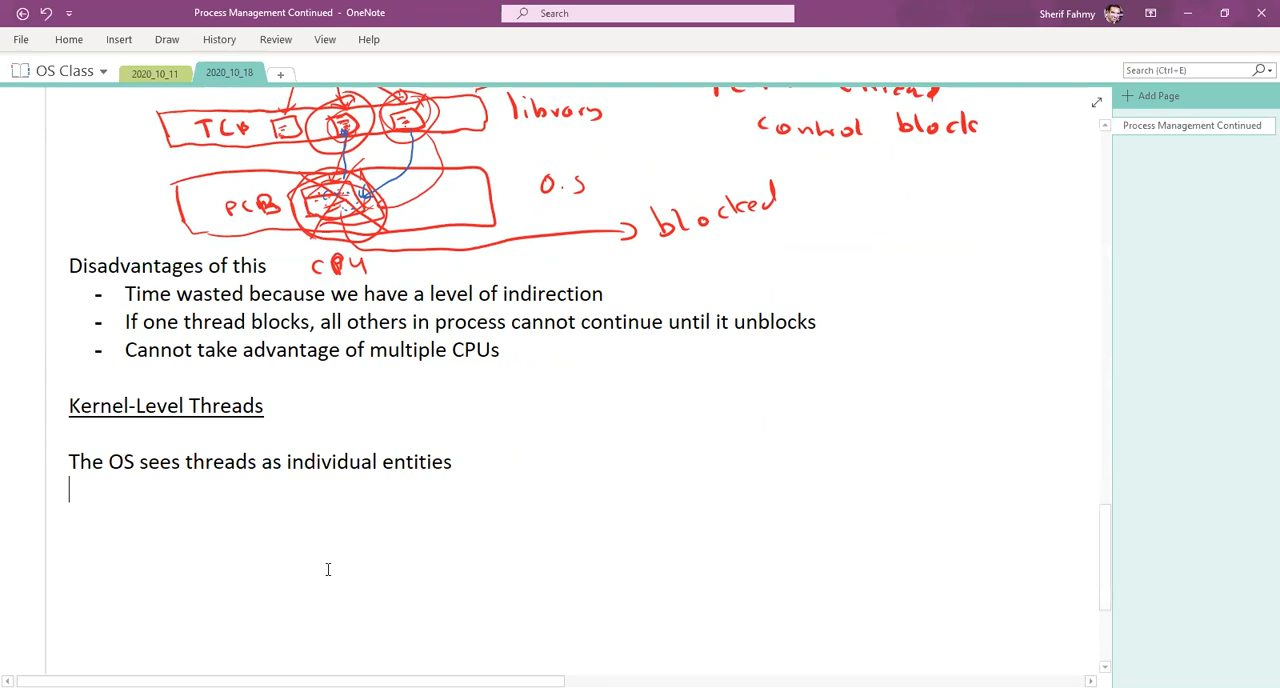 Process Management Continued - OneNote
Search
Sherif Fahmy
File Home Insert Draw History Review View Help
OS Class
2020_10_11
2020_10_18
Search (Ctrl+E)
Add Page
Process Management Continued
library
TCB
control block
PCB
O.S
blocked
CPU
Disadvantages of this
- Time wasted because we have a level of indirection
- If one thread blocks, all others in process cannot continue until it unblocks
- Cannot take advantage of multiple CPUs
Kernel-Level Threads
The OS sees threads as individual entities